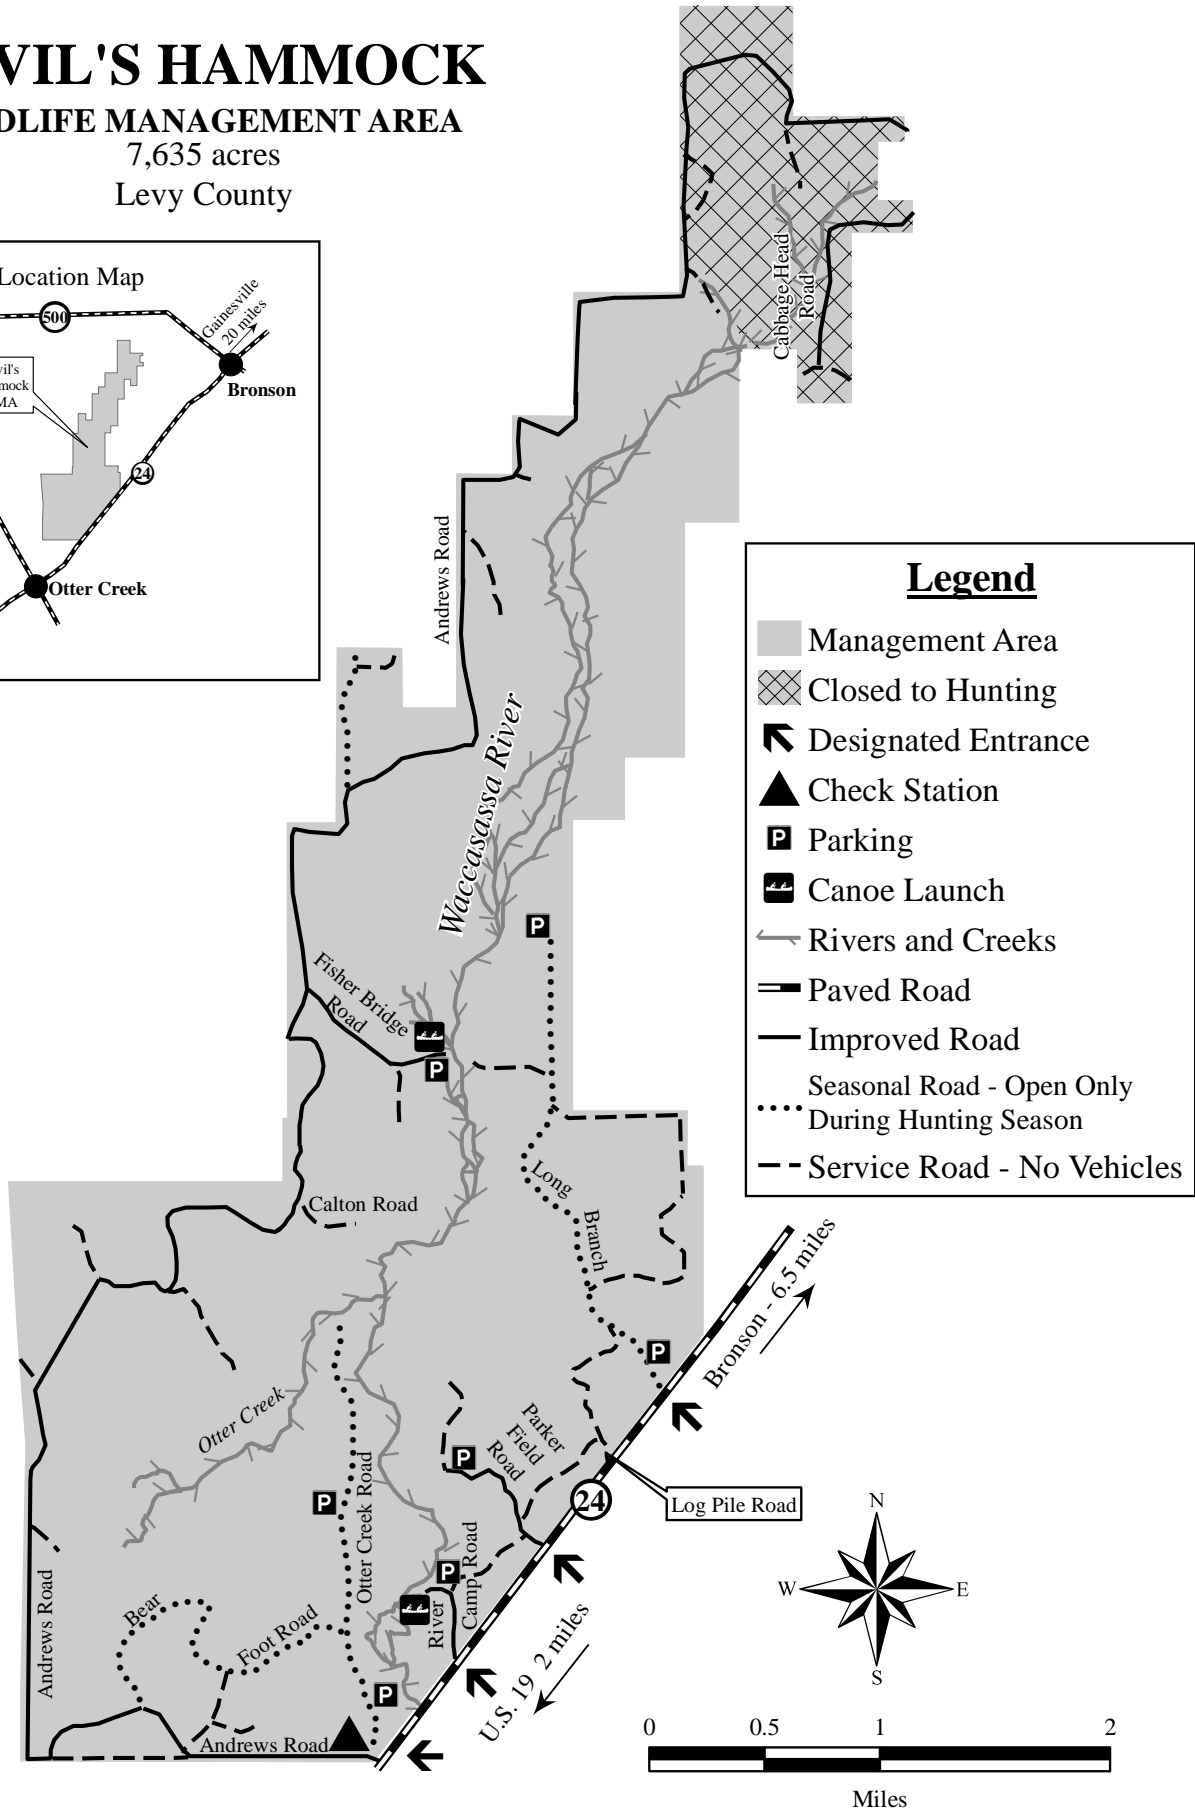 VIL'S HAMMOCK
DLIFE MANAGEMENT AREA
7,635 acres
Levy County
Location Map
500
Gainesville
20 miles
Bronson
vil's
mock
MA
24
Otter Creek
Cabbage Head
Road
Andrews Road
Waccasassa River
Legend
Management Area
Closed to Hunting
Designated Entrance
Check Station
P Parking
Canoe Launch
Rivers and Creeks
Paved Road
Improved Road
Seasonal Road - Open Only
During Hunting Season
Service Road - No Vehicles
P
Fisher Bridge
Road
P
Long
Branch
Calton Road
Bronson - 6.5 miles
P
Otter Creek
Parker
Field
Road
P
24
Log Pile Road
P
Otter Creek Road
P
River
Camp Road
Andrews Road
Bear
Foot Road
P
U.S. 19 2 miles
Andrews Road
N
W
E
S
0
0.5
1
2
Miles